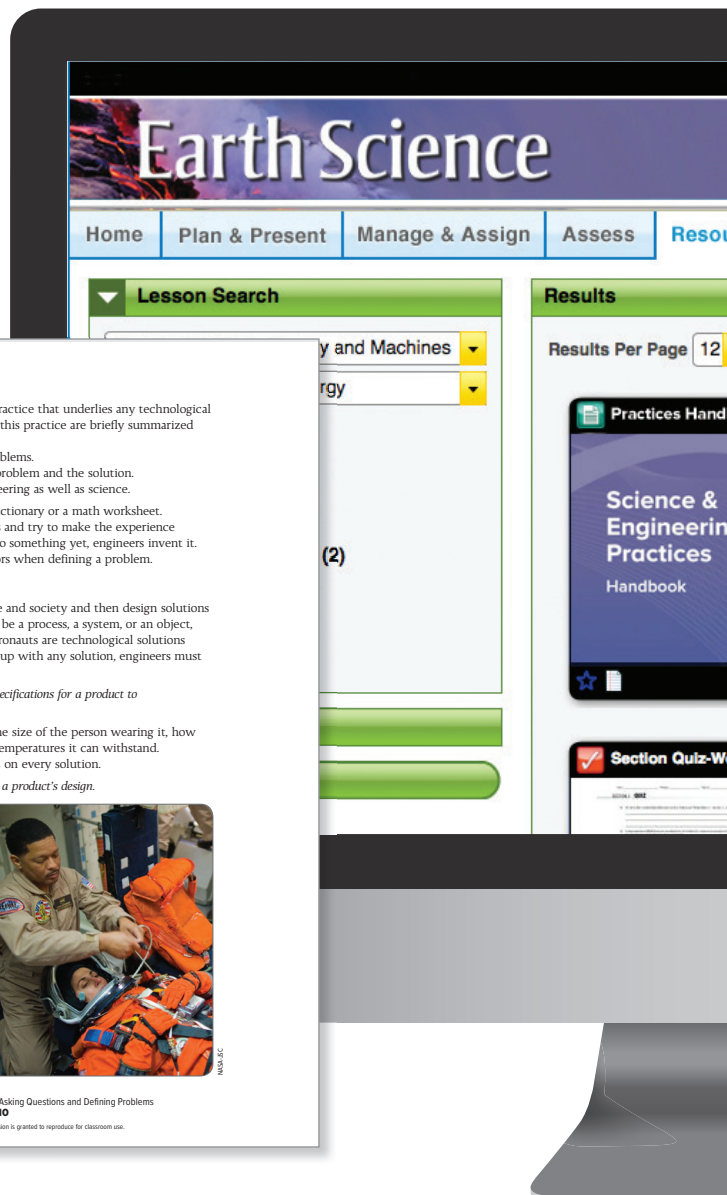 Earth Science
Home
Plan & Present
Manage & Assign
Assess
Resou
Lesson Search
y and Machines
rgy
(2)
Results
Results Per Page 12
Practices Hand
Science &
Engineerin
Practices
Handbook
Section Quiz-Wo
QUIZ
ractice that underlies any technological
this practice are briefly summarized
blems.
problem and the solution.
eering as well as science.
ctionary or a math worksheet.
s and try to make the experience
o something yet, engineers invent it.
ors when defining a problem.
e and society and then design solutions
be a process, a system, or an object,
ronauts are technological solutions
up with any solution, engineers must
ecifications for a product to
ne size of the person wearing it, how
emperatures it can withstand.
s on every solution.
a product's design.
NASA-JSC
Asking Questions and Defining Problems
10
sion is granted to reproduce for classroom use.